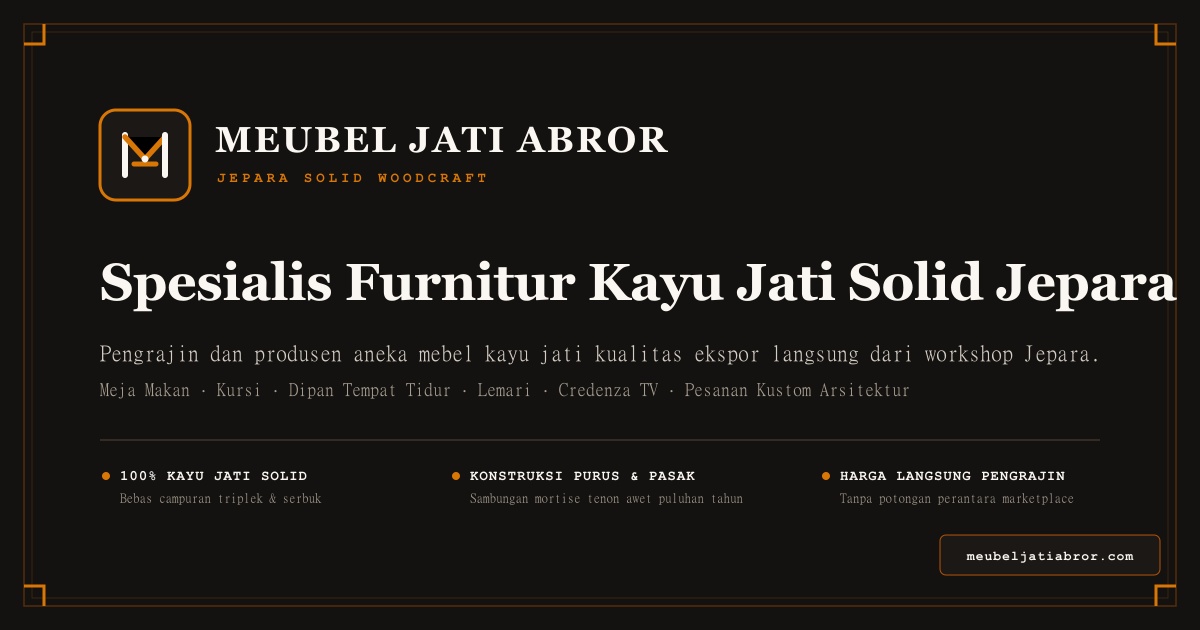 MEUBEL JATI ABROR
JEPARA SOLID WOODCRAFT
Spesialis Furnitur Kayu Jati Solid Jepara
Pengrajin dan produsen aneka mebel kayu jati kualitas ekspor langsung dari workshop Jepara.
Meja Makan · Kursi · Dipan Tempat Tidur · Lemari · Credenza TV · Pesanan Kustom Arsitektur
100% KAYU JATI SOLID
Bebas campuran triplek & serbuk
KONSTRUKSI PURUS & PASAK
Sambungan mortise tenon awet puluhan tahun
HARGA LANGSUNG PENGRAJIN
Tanpa potongan perantara marketplace
meubeljatiabror.com